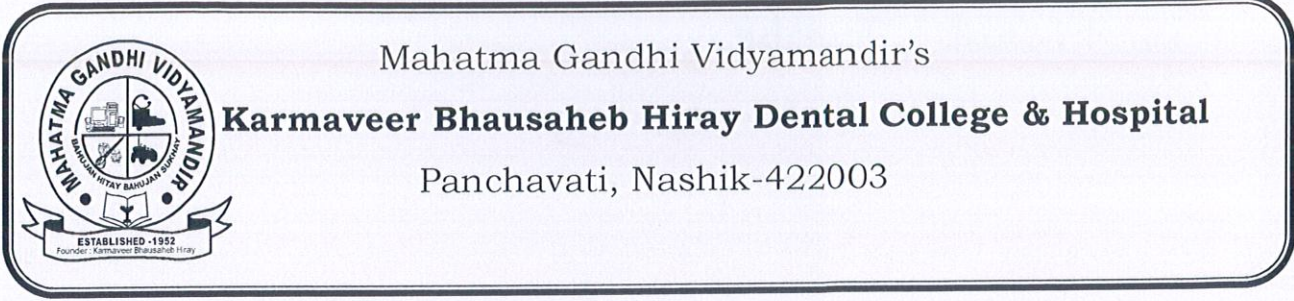 Mahatma Gandhi Vidyamandir's
Karmaveer Bhausaheb Hiray Dental College & Hospital
Panchavati, Nashik-422003
MAHATMA GANDHI VIDYAMANDIR
BAHUJAN HITAY BAHUJAN SUKHAY
ESTABLISHED -1952
Founder : Karmaveer Bhausaheb Hiray